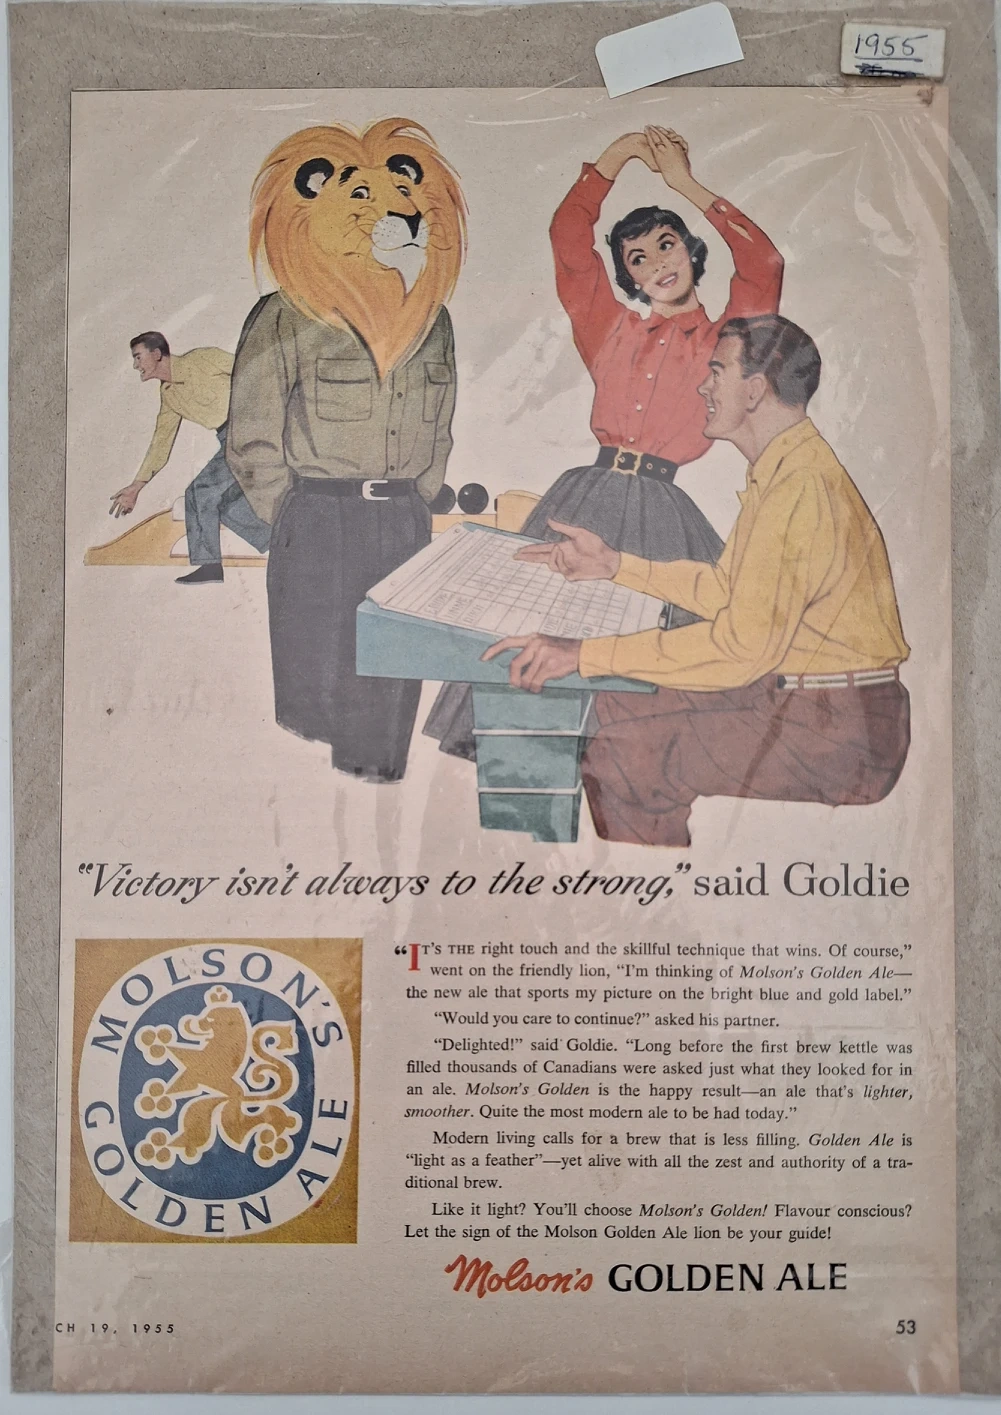 1955
"Victory isn't always to the strong," said Goldie
MOLSON'S
GOLDEN ALE
"IT'S THE right touch and the skillful technique that wins. Of course,"
went on the friendly lion, "I'm thinking of Molson's Golden Ale—
the new ale that sports my picture on the bright blue and gold label."
"Would you care to continue?" asked his partner.
"Delighted!" said Goldie. "Long before the first brew kettle was
filled thousands of Canadians were asked just what they looked for in
an ale. Molson's Golden is the happy result—an ale that's lighter,
smoother. Quite the most modern ale to be had today."
Modern living calls for a brew that is less filling. Golden Ale is
"light as a feather"—yet alive with all the zest and authority of a tra-
ditional brew.
Like it light? You'll choose Molson's Golden! Flavour conscious?
Let the sign of the Molson Golden Ale lion be your guide!
Molson's GOLDEN ALE
CH 19, 1955
53